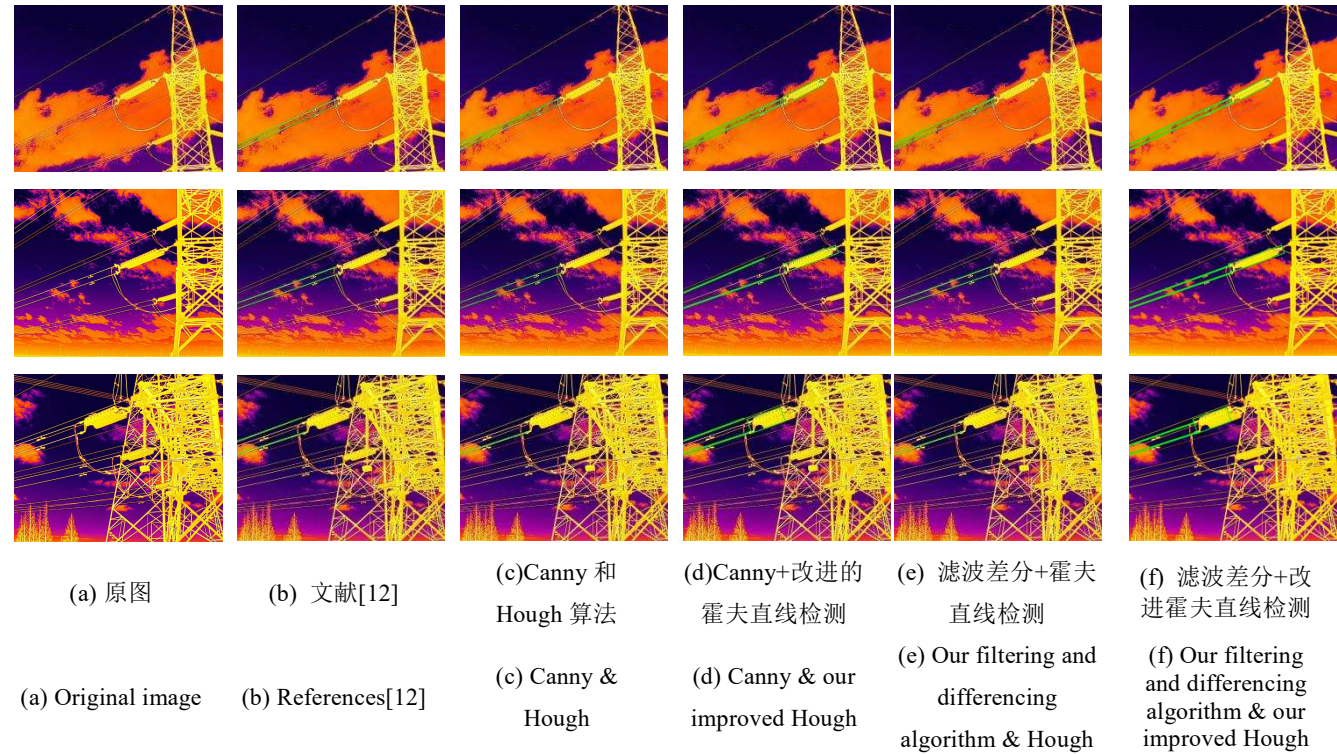 (a) 原图
(b) 文献[12]
(c)Canny 和
Hough 算法
(d)Canny+改进的
霍夫直线检测
(e) 滤波差分+霍夫
直线检测
(f) 滤波差分+改
进霍夫直线检测
(a) Original image
(b) References[12]
(c) Canny &
Hough
(d) Canny & our
improved Hough
(e) Our filtering and
differencing
algorithm & Hough
(f) Our filtering
and differencing
algorithm & our
improved Hough